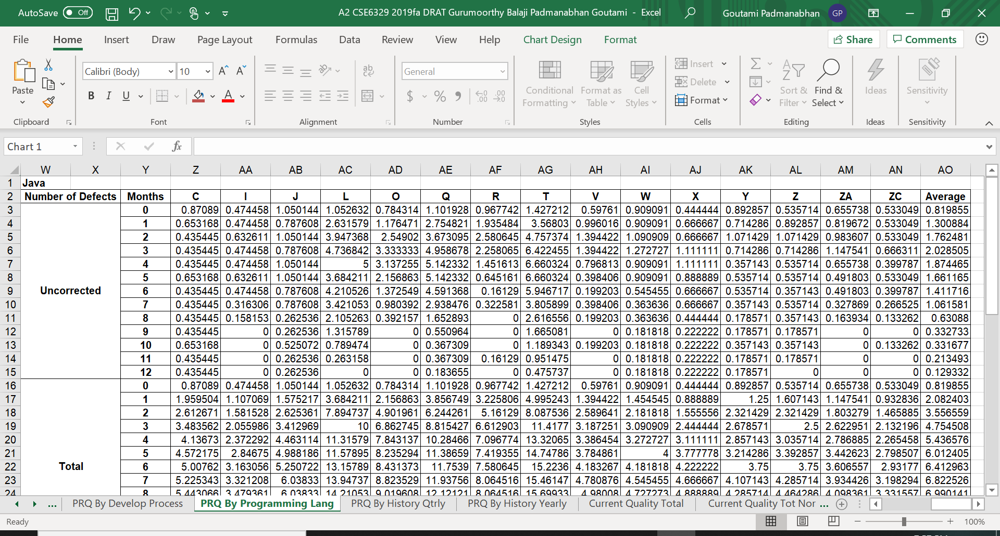 AutoSave Off A2 CSE6329 2019fa DRAT Gurumoorthy Balaji Padmanabhan Goutami - Excel Goutami Padmanabhan GP
File Home Insert Draw Page Layout Formulas Data Review View Help Chart Design Format Share Comments
Calibri (Body) 10 A^ Aˇ ab c General Insert Σ A Z
Delete
Paste Conditional Format as Cell Sort & Find & Ideas Sensitivity
B I U A $ % 9 .00 .00 Formatting Table Styles Format Filter Select
Clipboard Font Alignment Number Styles Cells Editing Ideas Sensitivity
Chart 1 fx
W X Y Z AA AB AC AD AE AF AG AH AI AJ AK AL AM AN AO
1 Java
2 Number of Defects Months C I J L O Q R T V W X Y Z ZA ZC Average
3 0 0.87089 0.474458 1.050144 1.052632 0.784314 1.101928 0.967742 1.427212 0.59761 0.909091 0.444444 0.892857 0.535714 0.655738 0.533049 0.819855
4 1 0.653168 0.474458 0.787608 2.631579 1.176471 2.754821 1.935484 3.56803 0.996016 0.909091 0.666667 0.714286 0.892857 0.819672 0.533049 1.300884
5 2 0.435445 0.632611 1.050144 3.947368 2.54902 3.673095 2.580645 4.757374 1.394422 1.090909 0.666667 1.071429 1.071429 0.983607 0.533049 1.762481
6 3 0.435445 0.474458 0.787608 4.736842 3.333333 4.958678 2.258065 6.422455 1.394422 1.272727 1.111111 0.714286 0.714286 1.147541 0.666311 2.028505
7 4 0.435445 0.474458 1.050144 5 3.137255 5.142332 1.451613 6.660324 0.796813 0.909091 1.111111 0.357143 0.535714 0.655738 0.399787 1.874465
8 5 0.653168 0.632611 1.050144 3.684211 2.156863 5.142332 0.645161 6.660324 0.398406 0.909091 0.888889 0.535714 0.535714 0.491803 0.533049 1.661165
9 Uncorrected 6 0.435445 0.474458 0.787608 4.210526 1.372549 4.591368 0.16129 5.946717 0.199203 0.545455 0.666667 0.535714 0.357143 0.491803 0.399787 1.411716
10 7 0.435445 0.316306 0.787608 3.421053 0.980392 2.938476 0.322581 3.805899 0.398406 0.363636 0.666667 0.357143 0.535714 0.327869 0.266525 1.061581
11 8 0.435445 0.158153 0.262536 2.105263 0.392157 1.652893 0 2.616556 0.199203 0.363636 0.444444 0.178571 0.357143 0.163934 0.133262 0.63088
12 9 0.435445 0 0.262536 1.315789 0 0.550964 0 1.665081 0 0.181818 0.222222 0.178571 0.178571 0 0 0.332733
13 10 0.653168 0 0.525072 0.789474 0 0.367309 0 1.189343 0.199203 0.181818 0.222222 0.357143 0.357143 0 0.133262 0.331677
14 11 0.435445 0 0.262536 0.263158 0 0.367309 0.16129 0.951475 0 0.181818 0.222222 0.178571 0.178571 0 0 0.213493
15 12 0.435445 0 0.262536 0 0 0.183655 0 0.475737 0 0.181818 0.222222 0.178571 0 0 0 0.129332
16 0 0.87089 0.474458 1.050144 1.052632 0.784314 1.101928 0.967742 1.427212 0.59761 0.909091 0.444444 0.892857 0.535714 0.655738 0.533049 0.819855
17 1 1.959504 1.107069 1.575217 3.684211 2.156863 3.856749 3.225806 4.995243 1.394422 1.454545 0.888889 1.25 1.607143 1.147541 0.932836 2.082403
18 2 2.612671 1.581528 2.625361 7.894737 4.901961 6.244261 5.16129 8.087536 2.589641 2.181818 1.555556 2.321429 2.321429 1.803279 1.465885 3.556559
19 3 3.483562 2.055986 3.412969 10 6.862745 8.815427 6.612903 11.4177 3.187251 3.090909 2.444444 2.678571 2.5 2.622951 2.132196 4.754508
20 4 4.13673 2.372292 4.463114 11.31579 7.843137 10.28466 7.096774 13.32065 3.386454 3.272727 3.111111 2.857143 3.035714 2.786885 2.265458 5.436576
21 5 4.572175 2.84675 4.988186 11.57895 8.235294 11.38659 7.419355 14.74786 3.784861 4 3.777778 3.214286 3.392857 3.442623 2.798507 6.012405
22 Total 6 5.00762 3.163056 5.250722 13.15789 8.431373 11.7539 7.580645 15.2236 4.183267 4.181818 4.222222 3.75 3.75 3.606557 2.93177 6.412963
23 7 5.225343 3.321208 6.03833 13.94737 8.823529 11.93756 8.064516 15.46147 4.780876 4.545455 4.666667 4.107143 4.285714 3.934426 3.198294 6.822526
24 8 5.443066 3.479361 6.03833 14.21053 9.019608 12.12121 8.064516 15.69933 4.98008 4.727273 4.888889 4.285714 4.464286 4.098361 3.331557 6.990141
... PRQ By Develop Process PRQ By Programming Lang PRQ By History Qtrly PRQ By History Yearly Current Quality Total Current Quality Tot Nor ...
Ready 100%